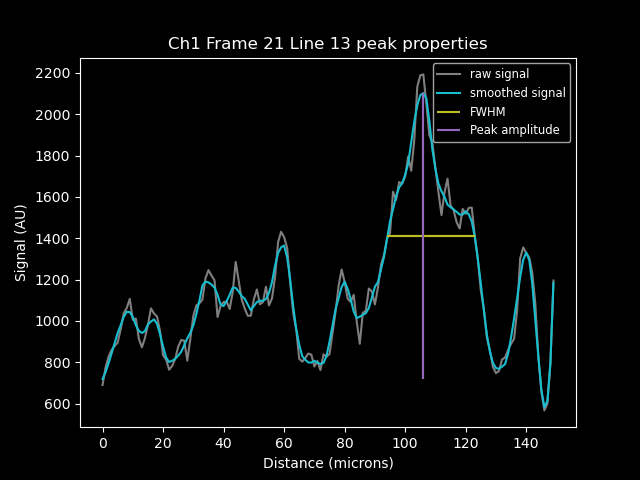 Ch1 Frame 21 Line 13 peak properties
raw signal
smoothed signal
FWHM
Peak amplitude
Signal (AU)
2200
2000
1800
1600
1400
1200
1000
800
600
0 20 40 60 80 100 120 140
Distance (microns)